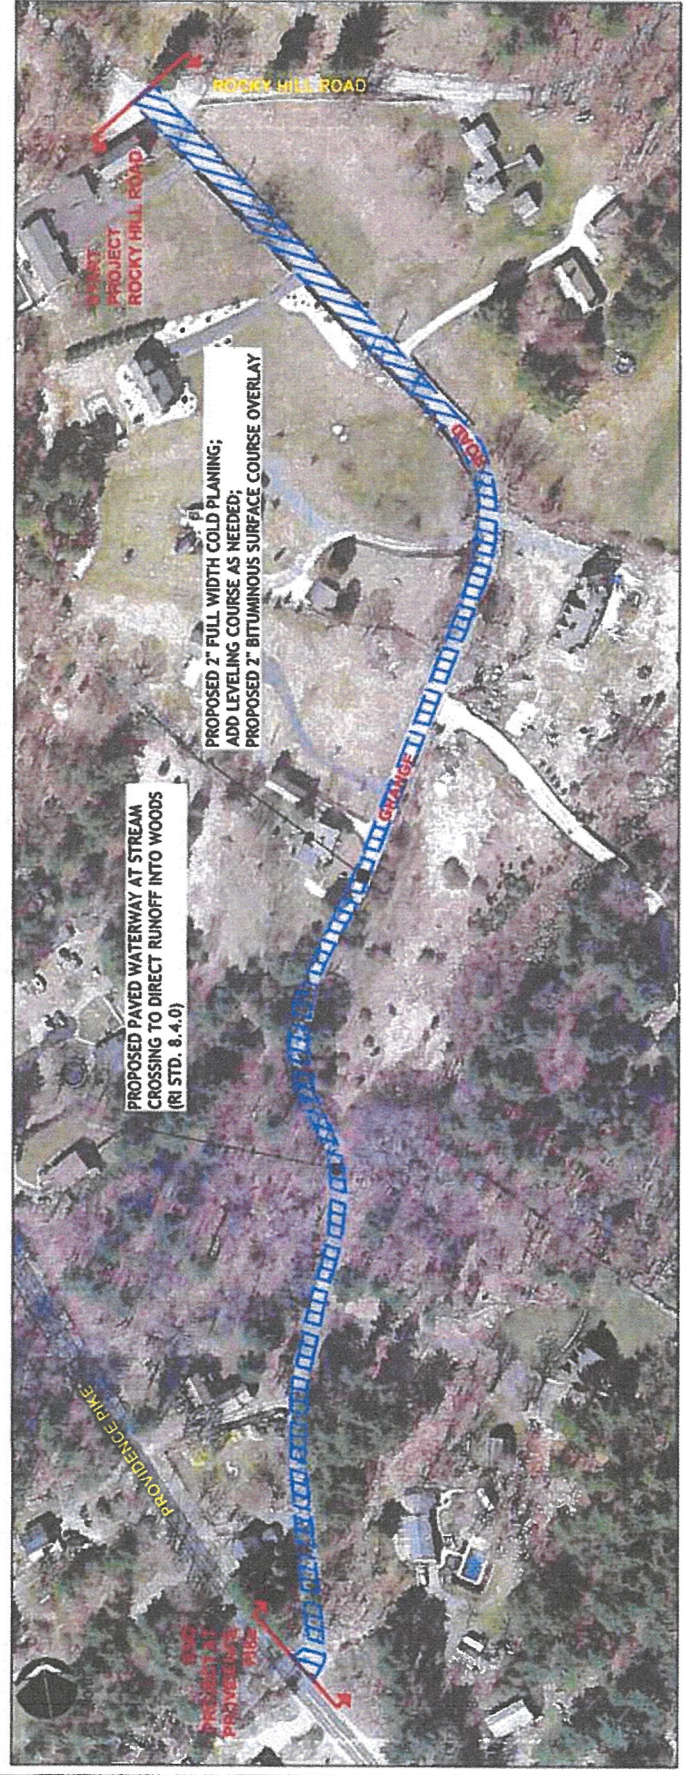 ROCKY HILL ROAD
START
PROJECT
ROCKY HILL ROAD
PROPOSED 2" FULL WIDTH COLD PLANING;
ADD LEVELING COURSE AS NEEDED;
PROPOSED 2" BITUMINOUS SURFACE COURSE OVERLAY
ROAD
GRANGE
PROPOSED PAVED WATERWAY AT STREAM
CROSSING TO DIRECT RUNOFF INTO WOODS
(RI STD. 8.4.0)
PROVIDENCE PIKE
END
PROJECT AT
PROVIDENCE
PIKE